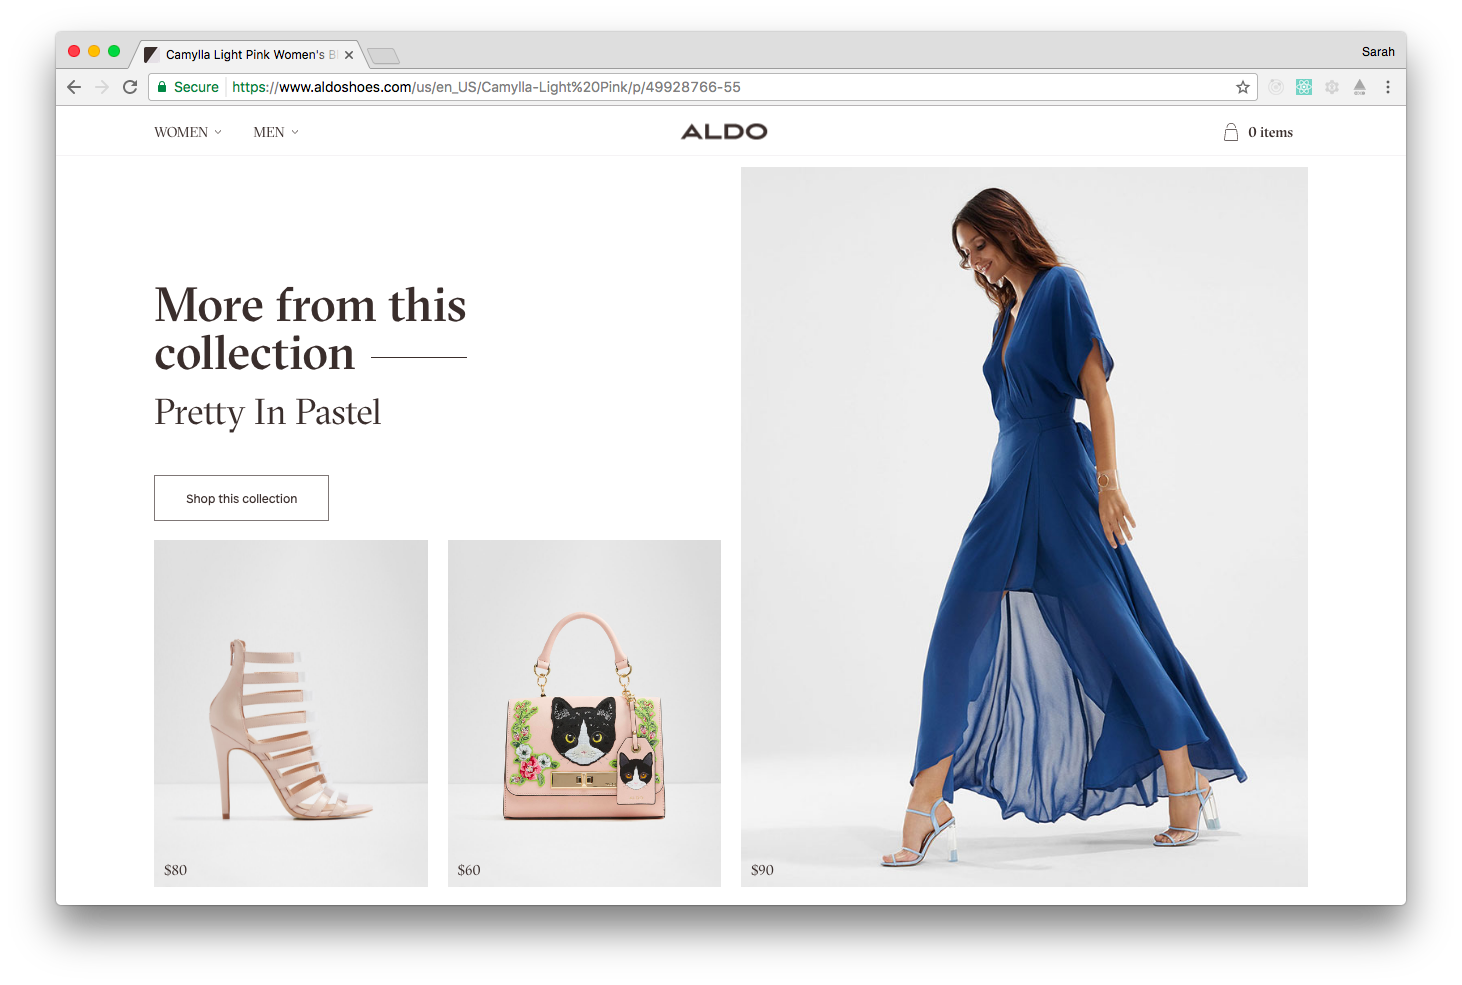 Camylla Light Pink Women's Bl
Sarah
Secure
https://www.aldoshoes.com/us/en_US/Camylla-Light%20Pink/p/49928766-55
WOMEN
MEN
ALDO
0 items
More from this
collection
Pretty In Pastel
Shop this collection
$80
$60
$90